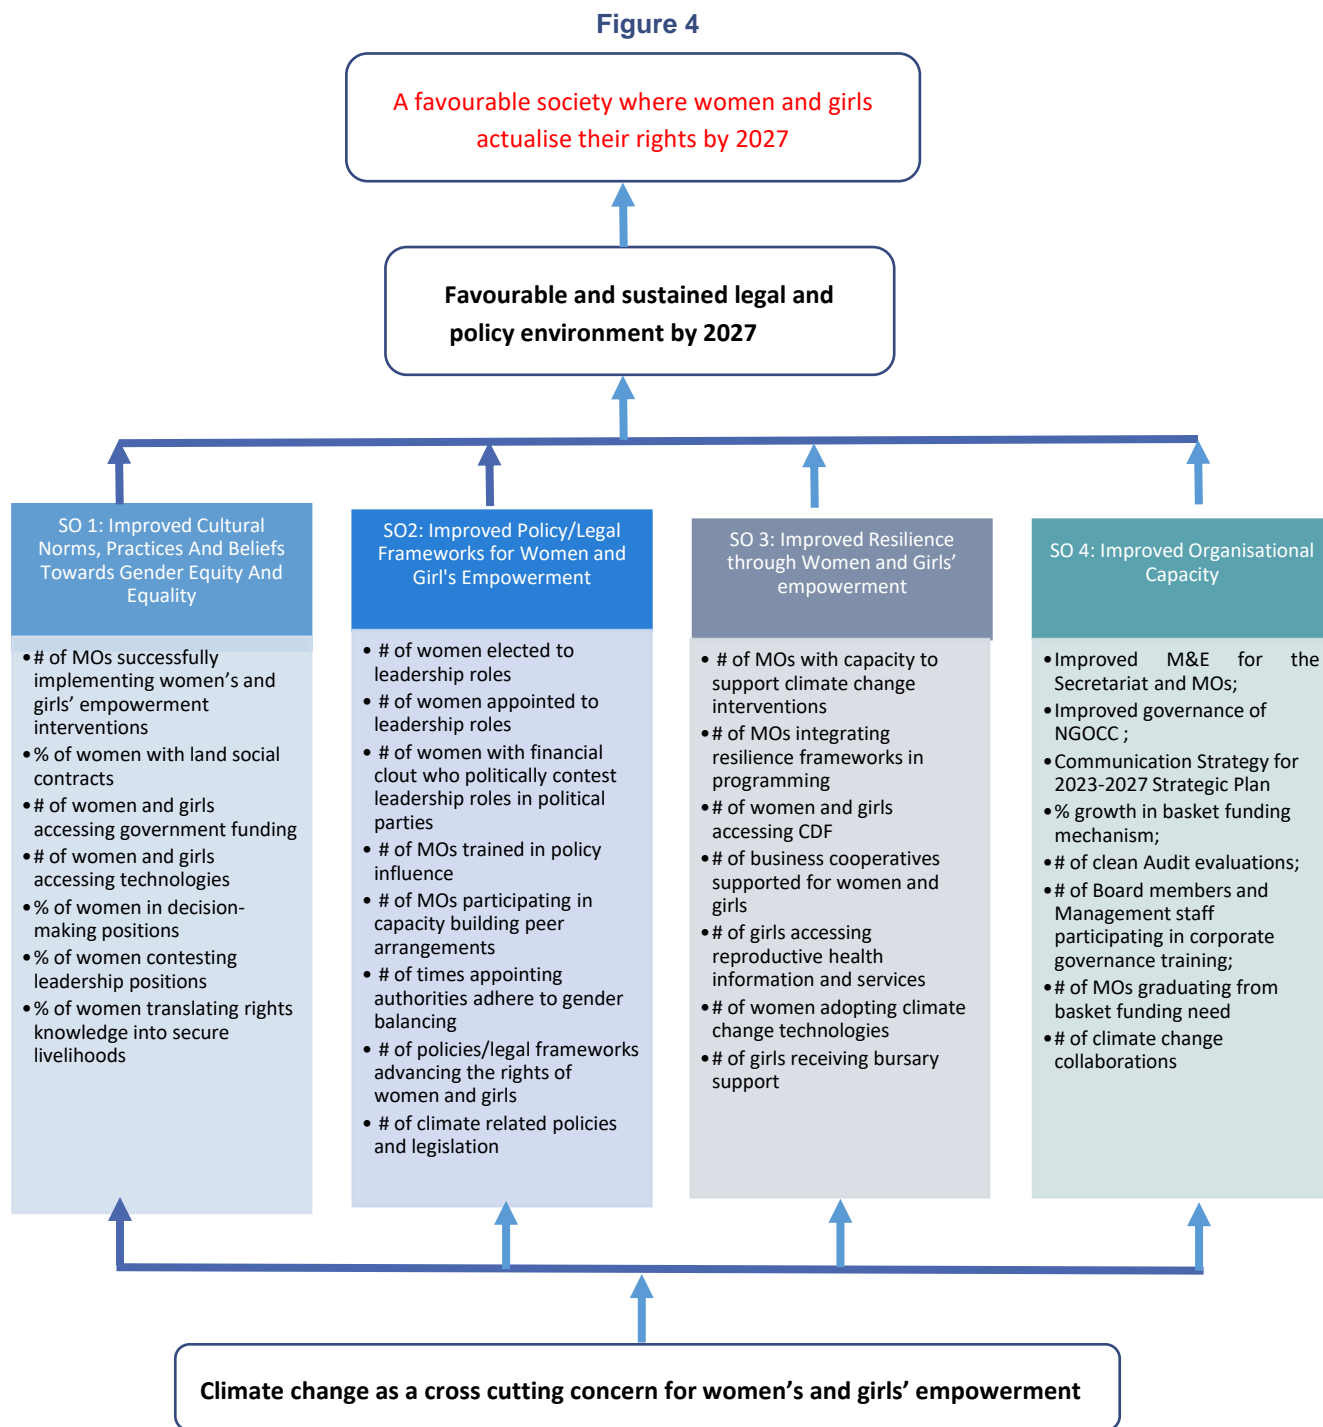 Figure 4
A favourable society where women and girls
actualise their rights by 2027
Favourable and sustained legal and
policy environment by 2027
SO 1: Improved Cultural
Norms, Practices And Beliefs
Towards Gender Equity And
Equality
•# of MOs successfully
implementing women’s and
girls’ empowerment
interventions
•% of women with land social
contracts
•# of women and girls
accessing government funding
•# of women and girls
accessing technologies
•% of women in decision-
making positions
•% of women contesting
leadership positions
•% of women translating rights
knowledge into secure
livelihoods
SO2: Improved Policy/Legal
Frameworks for Women and
Girl's Empowerment
• # of women elected to
leadership roles
• # of women appointed to
leadership roles
• # of women with financial
clout who politically contest
leadership roles in political
parties
• # of MOs trained in policy
influence
• # of MOs participating in
capacity building peer
arrangements
• # of times appointing
authorities adhere to gender
balancing
• # of policies/legal frameworks
advancing the rights of
women and girls
• # of climate related policies
and legislation
SO 3: Improved Resilience
through Women and Girls’
empowerment
• # of MOs with capacity to
support climate change
interventions
• # of MOs integrating
resilience frameworks in
programming
• # of women and girls
accessing CDF
• # of business cooperatives
supported for women and
girls
• # of girls accessing
reproductive health
information and services
• # of women adopting climate
change technologies
• # of girls receiving bursary
support
SO 4: Improved Organisational
Capacity
•Improved M&E for the
Secretariat and MOs;
•Improved governance of
NGOCC ;
•Communication Strategy for
2023-2027 Strategic Plan
•% growth in basket funding
mechanism;
•# of clean Audit evaluations;
•# of Board members and
Management staff
participating in corporate
governance training;
•# of MOs graduating from
basket funding need
•# of climate change
collaborations
Climate change as a cross cutting concern for women’s and girls’ empowerment